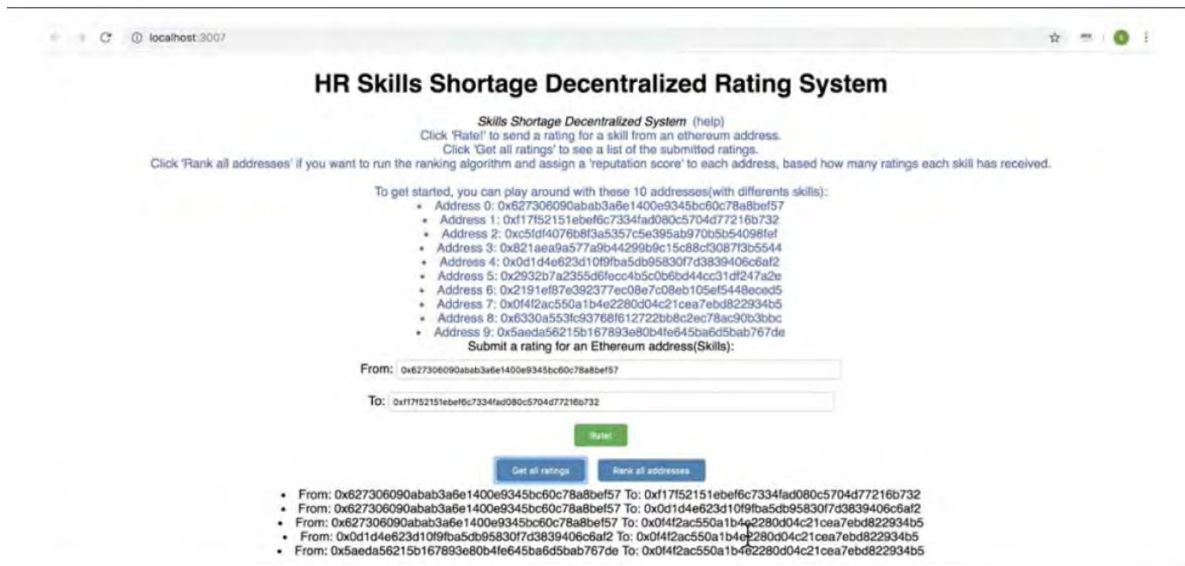 localhost:3007
HR Skills Shortage Decentralized Rating System
Skills Shortage Decentralized System (help)
Click 'Rate!' to send a rating for a skill from an ethereum address.
Click 'Get all ratings' to see a list of the submitted ratings.
Click 'Rank all addresses' if you want to run the ranking algorithm and assign a 'reputation score' to each address, based how many ratings each skill has received.
To get started, you can play around with these 10 addresses(with differents skills):
• Address 0: 0x627306090abab3a6e1400e9345bc60c78a8bef57
• Address 1: 0xf17f52151ebef6c7334fad080c5704d77216b732
• Address 2: 0xc5fdf4076b8f3a5357c5e395ab970b5b54098fef
• Address 3: 0x821aea9a577a9b44299b9c15c88cf3087f3b5544
• Address 4: 0x0d1d4e623d10f9fba5db95830f7d3839406c6af2
• Address 5: 0x2932b7a2355d6fecc4b5c0b6bd44cc31df247a2e
• Address 6: 0x2191ef87e392377ec08e7c08eb105ef5448eced5
• Address 7: 0x0f4f2ac550a1b4e2280d04c21cea7ebd822934b5
• Address 8: 0x6330a553fc93768f612722bb8c2ec78ac90b3bbc
• Address 9: 0x5aeda56215b167893e80b4fe645ba6d5bab767de
Submit a rating for an Ethereum address(Skills):
From: 0x627306090abab3a6e1400e9345bc60c78a8bef57
To: 0xf17f52151ebef6c7334fad080c5704d77216b732
Rate!
Get all ratings Rank all addresses
• From: 0x627306090abab3a6e1400e9345bc60c78a8bef57 To: 0xf17f52151ebef6c7334fad080c5704d77216b732
• From: 0x627306090abab3a6e1400e9345bc60c78a8bef57 To: 0x0d1d4e623d10f9fba5db95830f7d3839406c6af2
• From: 0x627306090abab3a6e1400e9345bc60c78a8bef57 To: 0x0f4f2ac550a1b4e2280d04c21cea7ebd822934b5
• From: 0x0d1d4e623d10f9fba5db95830f7d3839406c6af2 To: 0x0f4f2ac550a1b4e2280d04c21cea7ebd822934b5
• From: 0x5aeda56215b167893e80b4fe645ba6d5bab767de To: 0x0f4f2ac550a1b4e2280d04c21cea7ebd822934b5